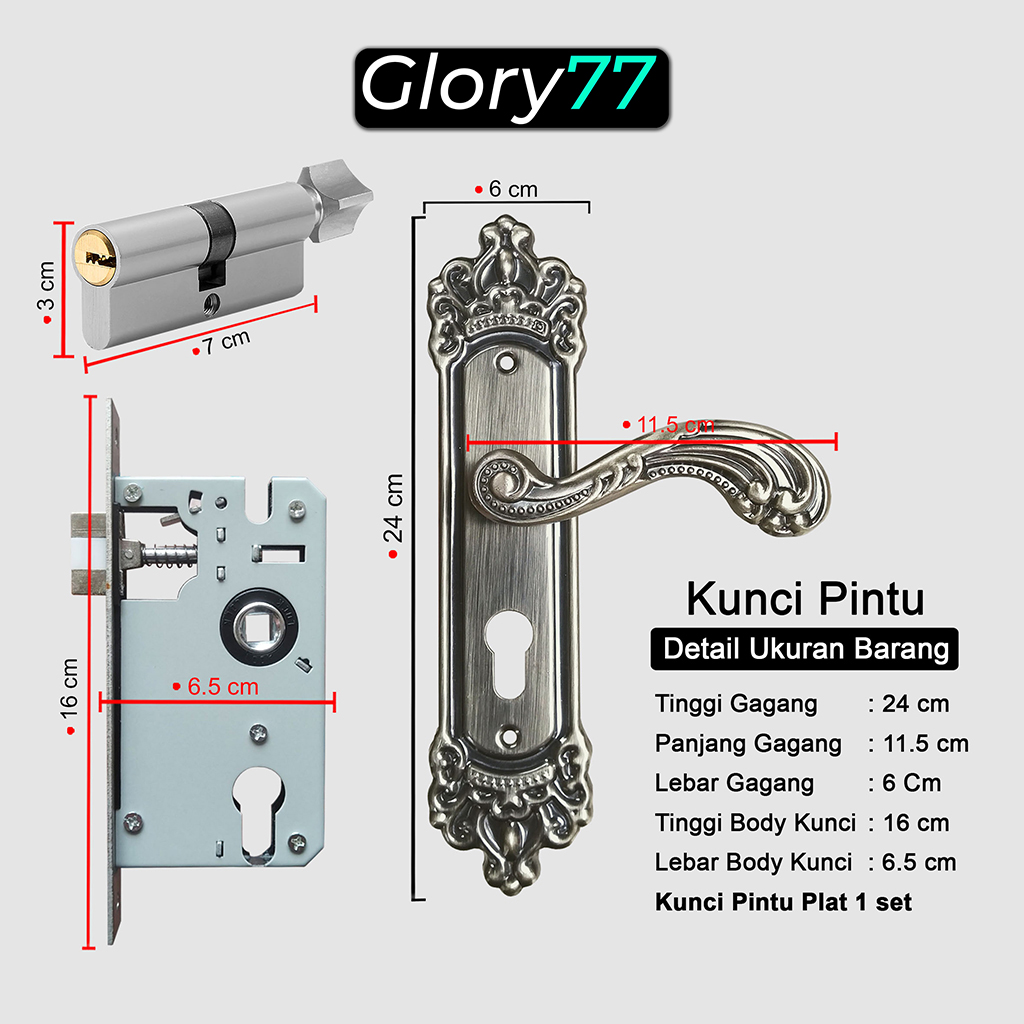 Glory77
• 6 cm
• 3 cm
• 7 cm
• 11.5 cm
• 24 cm
• 16 cm
• 6.5 cm
Kunci Pintu
Detail Ukuran Barang
Tinggi Gagang : 24 cm
Panjang Gagang : 11.5 cm
Lebar Gagang : 6 Cm
Tinggi Body Kunci : 16 cm
Lebar Body Kunci : 6.5 cm
Kunci Pintu Plat 1 set